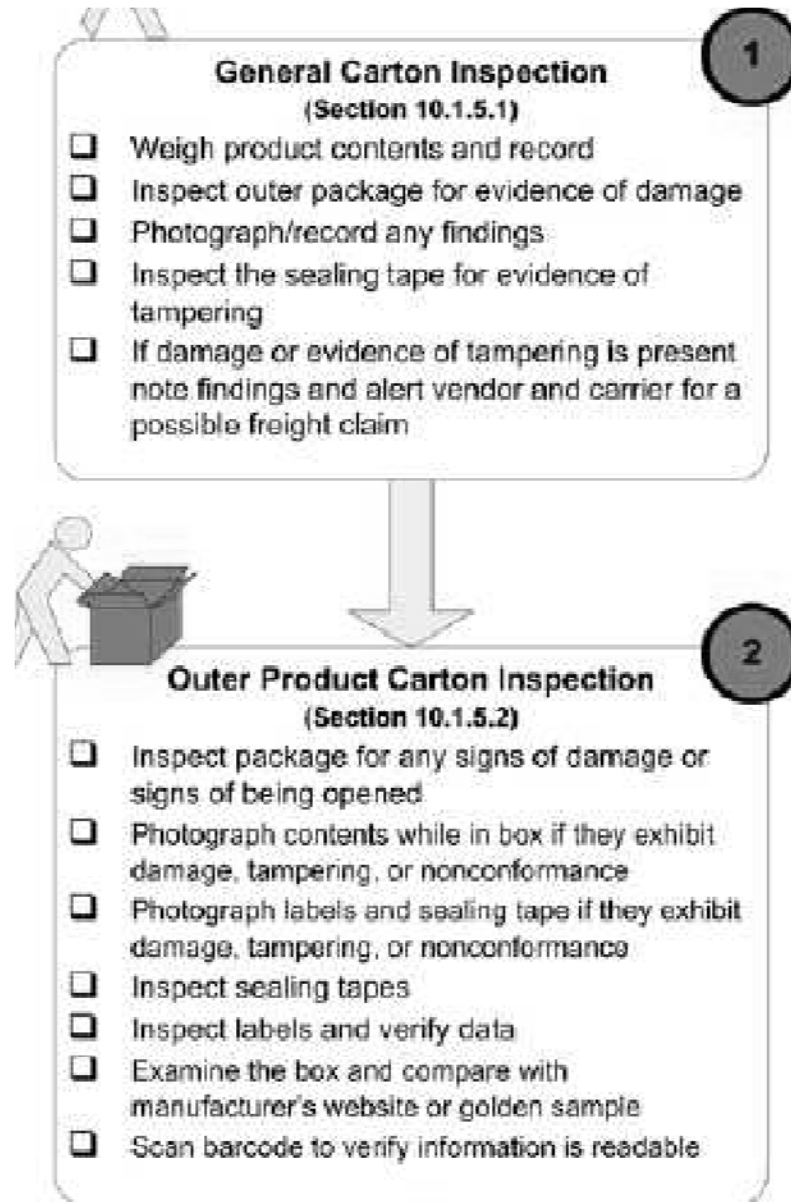 1
General Carton Inspection
(Section 10.1.5.1)
❑ Weigh product contents and record
❑ Inspect outer package for evidence of damage
❑ Photograph/record any findings
❑ Inspect the sealing tape for evidence of
tampering
❑ If damage or evidence of tampering is present
note findings and alert vendor and carrier for a
possible freight claim
2
Outer Product Carton Inspection
(Section 10.1.5.2)
❑ Inspect package for any signs of damage or
signs of being opened
❑ Photograph contents while in box if they exhibit
damage, tampering, or nonconformance
❑ Photograph labels and sealing tape if they exhibit
damage, tampering, or nonconformance
❑ Inspect sealing tapes
❑ Inspect labels and verify data
❑ Examine the box and compare with
manufacturer's website or golden sample
❑ Scan barcode to verify information is readable